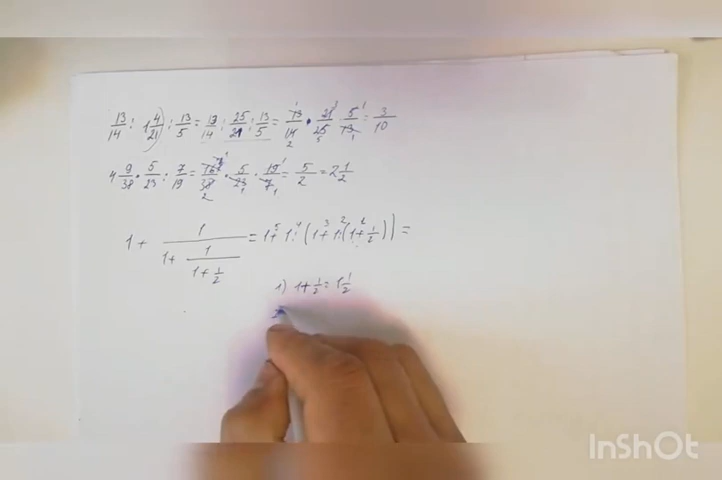 13/14 : 1 4/21) : 13/5 = 13/14 : 25/21 : 13/5 = 13/14 · 21/25 · 5/13 = 3/10
4 9/38 · 5/23 : 7/19 = 161/38 · 5/23 · 19/7 = 5/2 = 2 1/2
1 + 1/(1 + 1/(1 + 1/2)) = 1 + 1 : (1 + 1 : (1 + 1/2)) =
1) 1 + 1/2 = 1 1/2
InShOt